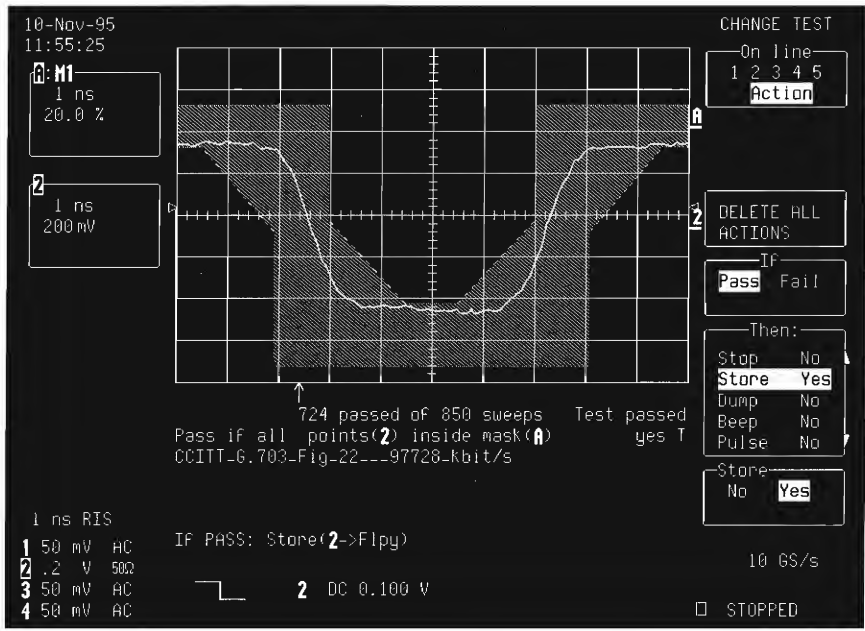 10-Nov-95
11:55:25
A:M1
1 ns
20.0 %
2
1 ns
200 mV
A
2
CHANGE TEST
On line
1 2 3 4 5
Action
DELETE ALL
ACTIONS
If
Pass Fail
Then:
Stop No
Store Yes
Dump No
Beep No
Pulse No
Store
No Yes
724 passed of 850 sweeps Test passed
Pass if all points(2) inside mask(A) yes T
CCITT_G.703_Fig_22---97728_Kbit/s
1 ns RIS
1 50 mV AC
2 .2 V 50Ω
3 50 mV AC
4 50 mV AC
If PASS: Store(2->Flpy)
2 DC 0.100 V
10 GS/s
STOPPED